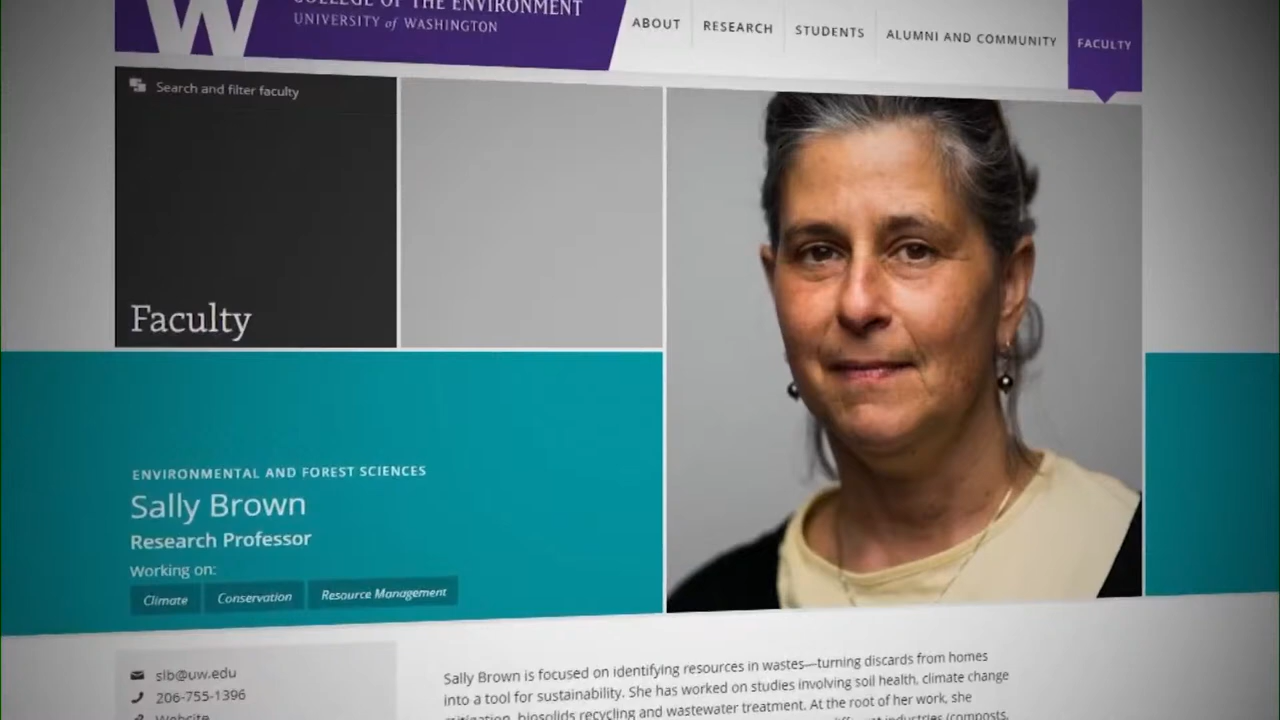 W
COLLEGE OF THE ENVIRONMENT
UNIVERSITY of WASHINGTON
ABOUT
RESEARCH
STUDENTS
ALUMNI AND COMMUNITY
FACULTY
Search and filter faculty
Faculty
ENVIRONMENTAL AND FOREST SCIENCES
Sally Brown
Research Professor
Working on:
Climate
Conservation
Resource Management
slb@uw.edu
206-755-1396
Website
Sally Brown is focused on identifying resources in wastes—turning discards from homes
into a tool for sustainability. She has worked on studies involving soil health, climate change
mitigation, biosolids recycling and wastewater treatment. At the root of her work, she
industries (composts,